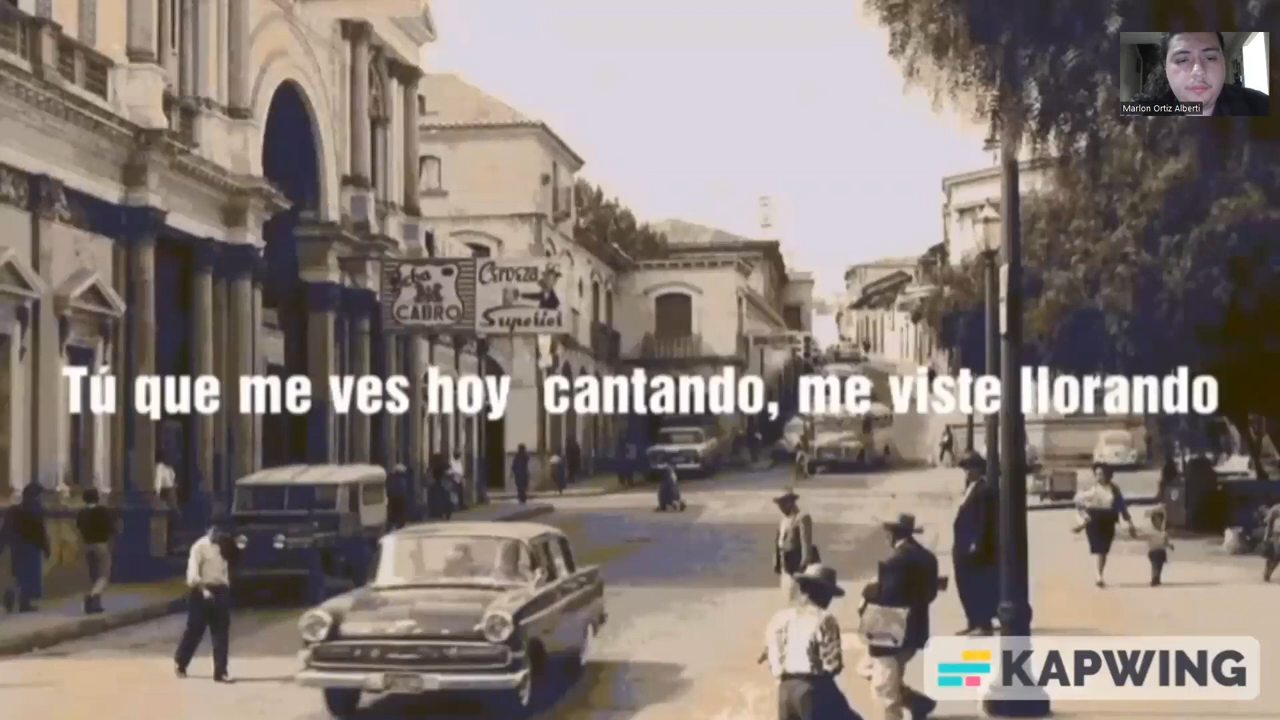 Marlon Ortiz Alberti
CABRO
Cerveza
Superior
Tú que me ves hoy cantando, me viste llorando
KAPWING